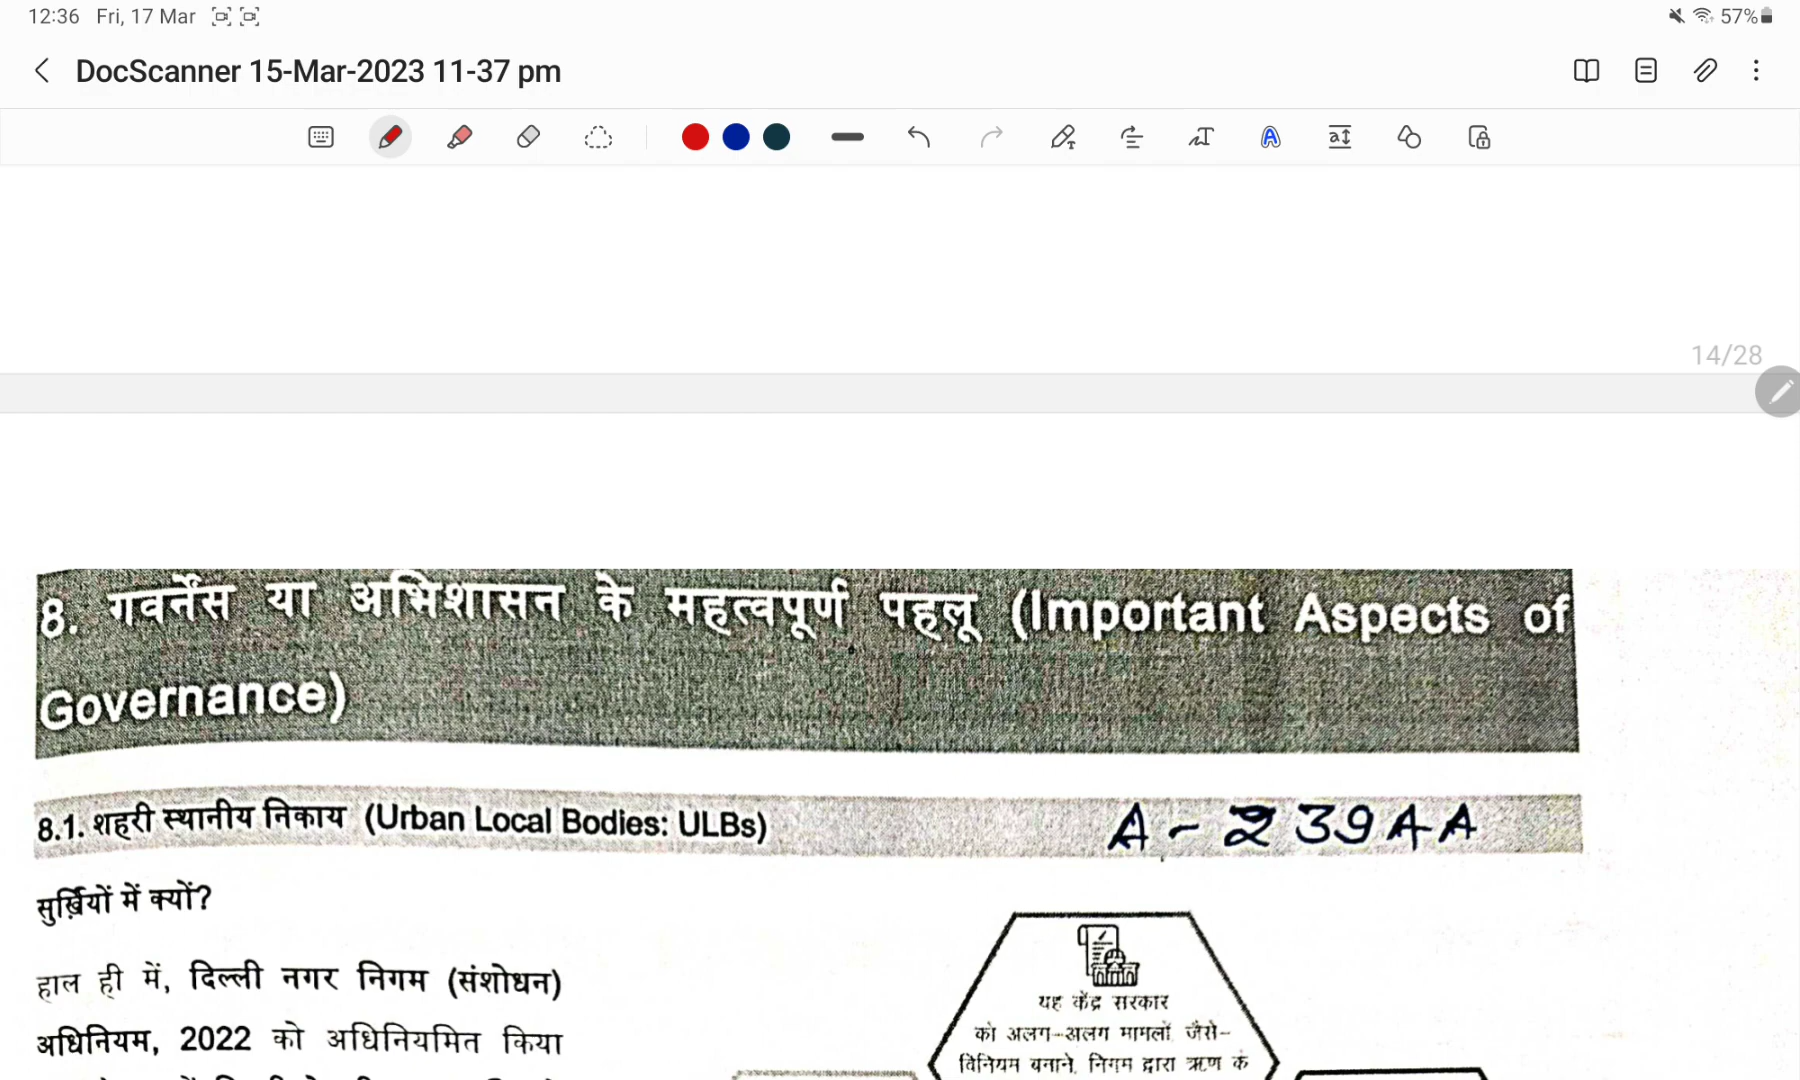 12:36 Fri, 17 Mar
57%
DocScanner 15-Mar-2023 11-37 pm
14/28
8. गवर्नेंस या अभिशासन के महत्वपूर्ण पहलू (Important Aspects of
Governance)
8.1. शहरी स्थानीय निकाय (Urban Local Bodies: ULBs)
A - 239AA
सुर्ख़ियों में क्यों?
हाल ही में, दिल्ली नगर निगम (संशोधन)
अधिनियम, 2022 को अधिनियमित किया
यह केंद्र सरकार
को अलग-अलग मामलों, जैसे-
विनियम बनाने, निगम द्वारा ऋण के